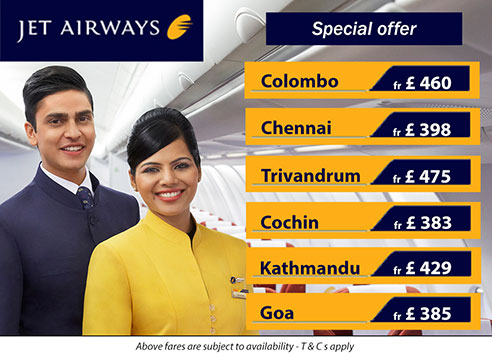 JET AIRWAYS
Special offer
Colombo fr £ 460
Chennai fr £ 398
Trivandrum fr £ 475
Cochin fr £ 383
Kathmandu fr £ 429
Goa fr £ 385
Above fares are subject to availability - T & C s apply